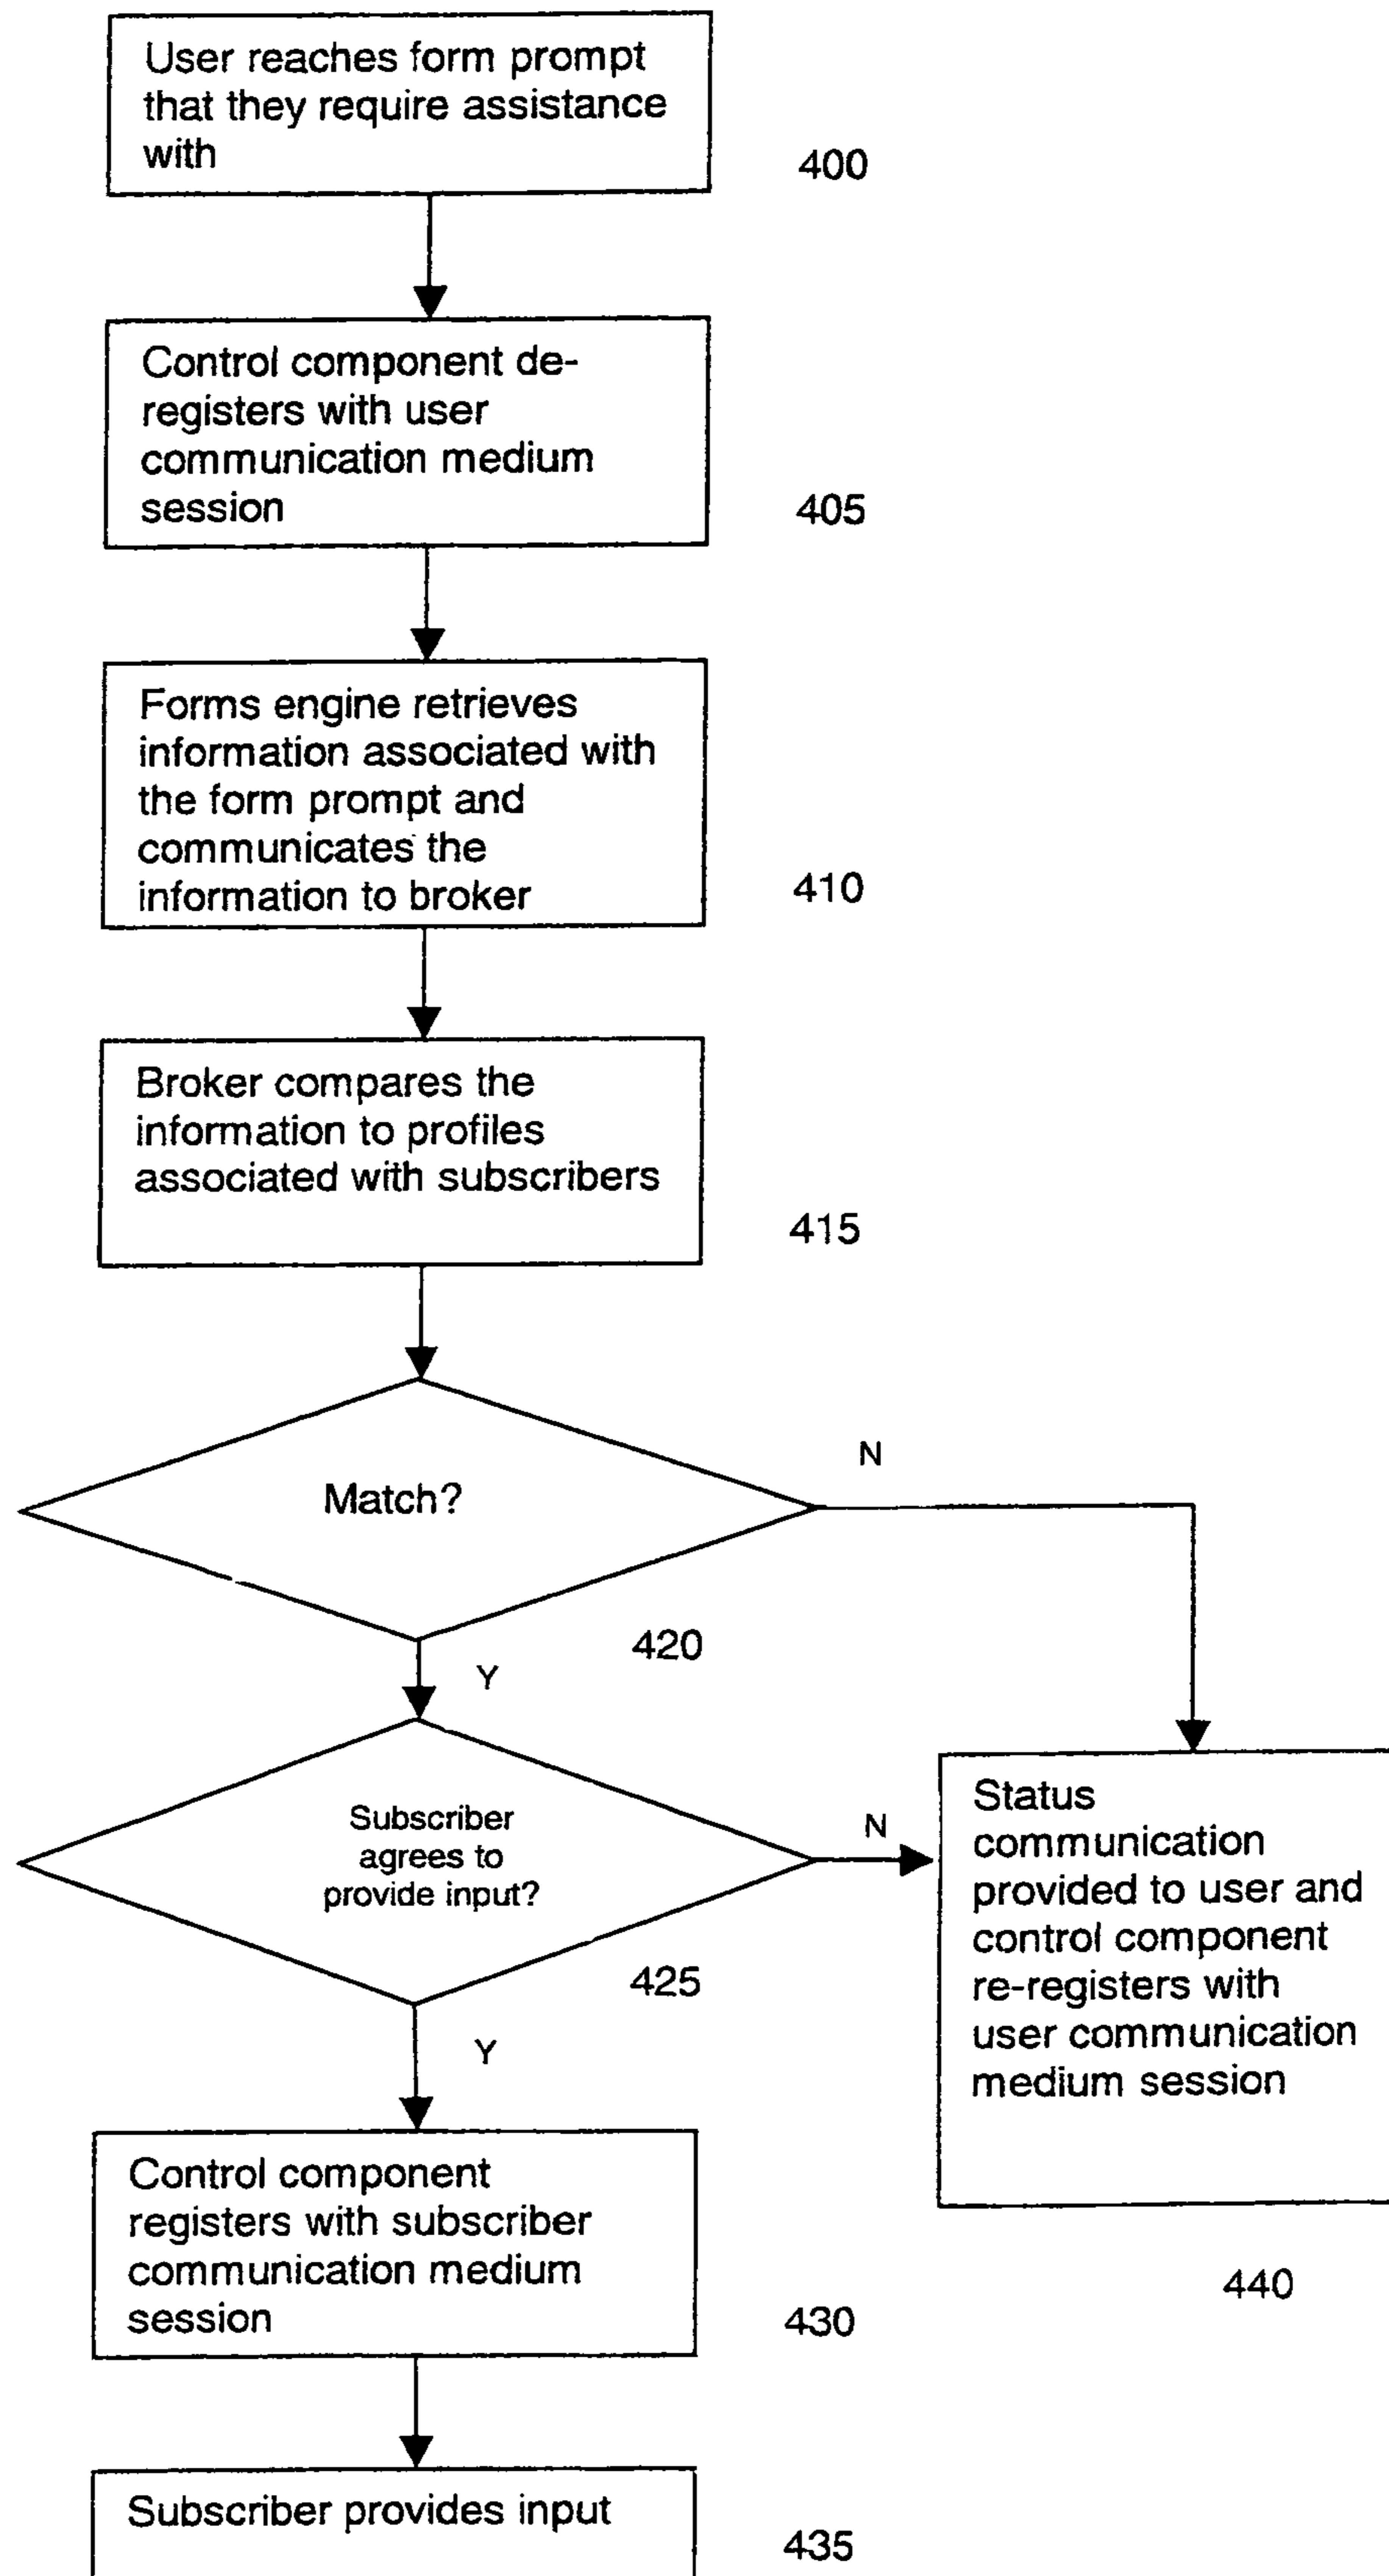 User reaches form prompt
that they require assistance
with
400
Control component de-
registers with user
communication medium
session
405
Forms engine retrieves
information associated with
the form prompt and
communicates the
information to broker
410
Broker compares the
information to profiles
associated with subscribers
415
Match?
N
420
Y
Subscriber
agrees to
provide input?
N
425
Y
Status
communication
provided to user and
control component
re-registers with
user communication
medium session
440
Control component
registers with subscriber
communication medium
session
430
Subscriber provides input
435